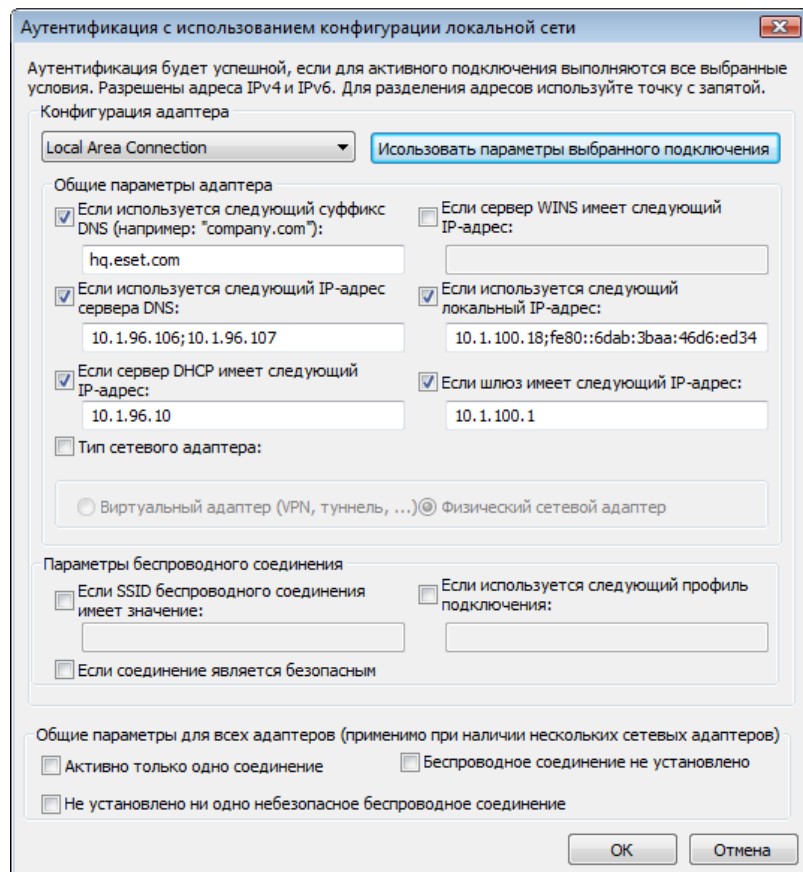 Аутентификация с использованием конфигурации локальной сети
Аутентификация будет успешной, если для активного подключения выполняются все выбранные
условия. Разрешены адреса IPv4 и IPv6. Для разделения адресов используйте точку с запятой.
Конфигурация адаптера
Local Area Connection
Исользовать параметры выбранного подключения
Общие параметры адаптера
Если используется следующий суффикс
DNS (например: "company.com"):
hq.eset.com
Если сервер WINS имеет следующий
IP-адрес:
Если используется следующий IP-адрес
сервера DNS:
10.1.96.106;10.1.96.107
Если используется следующий
локальный IP-адрес:
10.1.100.18;fe80::6dab:3baa:46d6:ed34
Если сервер DHCP имеет следующий
IP-адрес:
10.1.96.10
Если шлюз имеет следующий IP-адрес:
10.1.100.1
Тип сетевого адаптера:
Виртуальный адаптер (VPN, туннель, ...)
Физический сетевой адаптер
Параметры беспроводного соединения
Если SSID беспроводного соединения
имеет значение:
Если используется следующий профиль
подключения:
Если соединение является безопасным
Общие параметры для всех адаптеров (применимо при наличии нескольких сетевых адаптеров)
Активно только одно соединение
Беспроводное соединение не установлено
Не установлено ни одно небезопасное беспроводное соединение
OK
Отмена